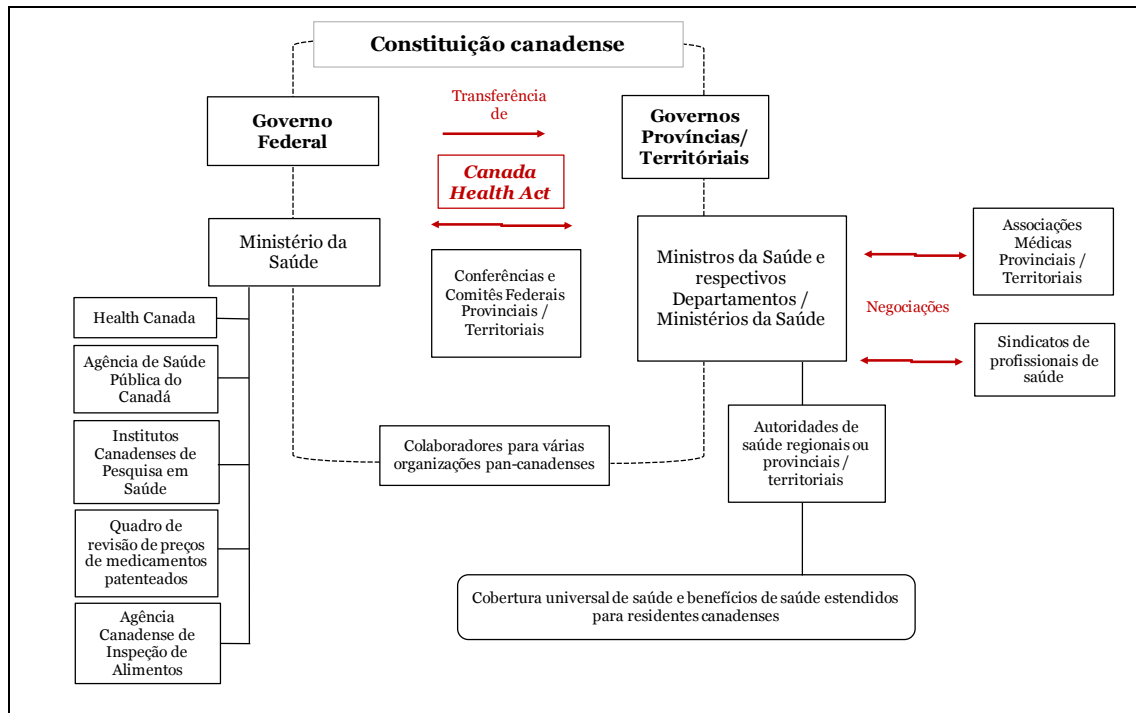 Constituição canadense
Governo
Federal
Transferência
de
Governos
Províncias/
Territóriais
Canada
Health Act
Ministério da
Saúde
Conferências e
Comitês Federais
Provinciais /
Territoriais
Ministros da Saúde e
respectivos
Departamentos /
Ministérios da Saúde
Associações
Médicas
Provinciais /
Territoriais
Negociações
Sindicatos de
profissionais de
saúde
Health Canada
Agência de Saúde
Pública do
Canadá
Institutos
Canadenses de
Pesquisa em
Saúde
Quadro de
revisão de preços
de medicamentos
patenteados
Agência
Canadense de
Inspeção de
Alimentos
Colaboradores para várias
organizações pan-canadenses
Autoridades de
saúde regionais ou
provinciais /
territoriais
Cobertura universal de saúde e benefícios de saúde estendidos
para residentes canadenses